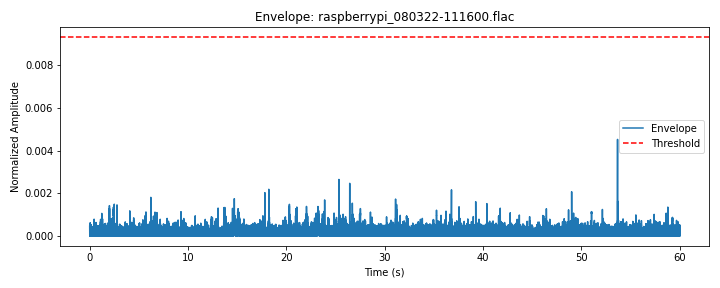 Envelope: raspberrypi_080322-111600.flac
Normalized Amplitude
0.008
0.006
0.004
0.002
0.000
Envelope
Threshold
0
10
20
30
40
50
60
Time (s)